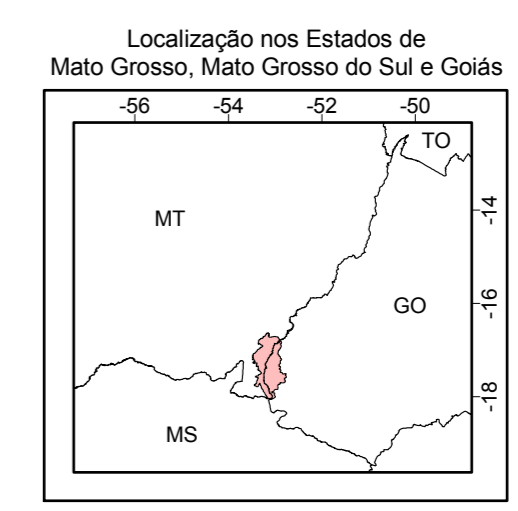 Localização nos Estados de
Mato Grosso, Mato Grosso do Sul e Goiás
-56 -54 -52 -50
TO
-14
MT
-16
GO
-18
MS